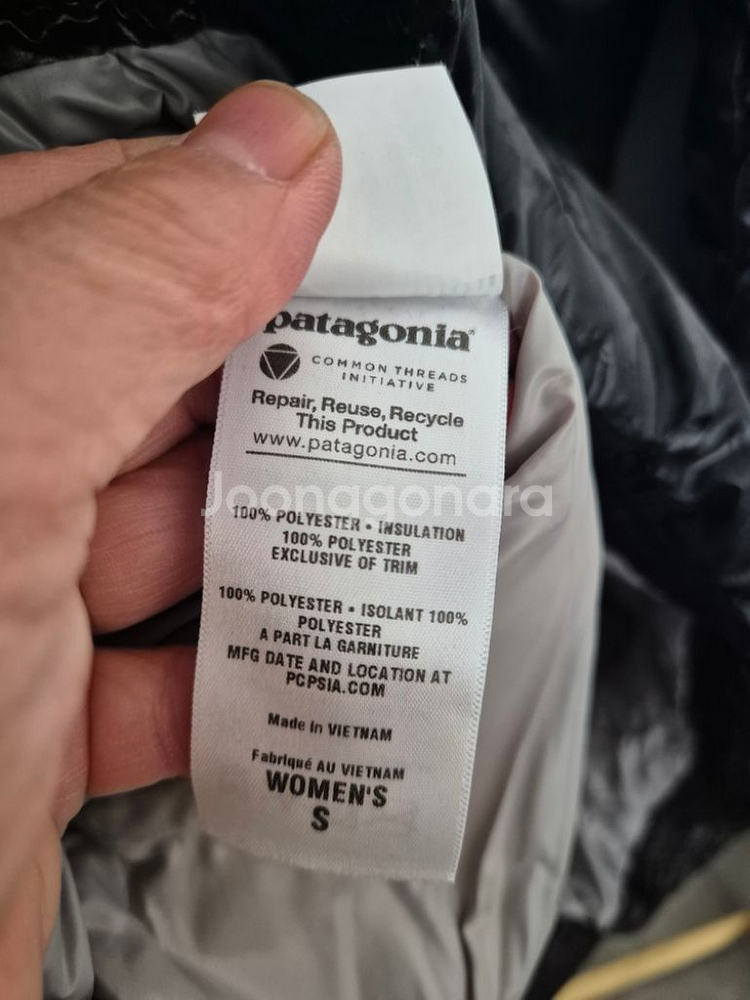 patagonia®
COMMON THREADS
INITIATIVE
Repair, Reuse, Recycle
This Product
www.patagonia.com
Joonggonara
100% POLYESTER • INSULATION
100% POLYESTER
EXCLUSIVE OF TRIM
100% POLYESTER • ISOLANT 100%
POLYESTER
A PART LA GARNITURE
MFG DATE AND LOCATION AT
PCPSIA.COM
Made in VIETNAM
Fabriqué AU VIETNAM
WOMEN'S
S